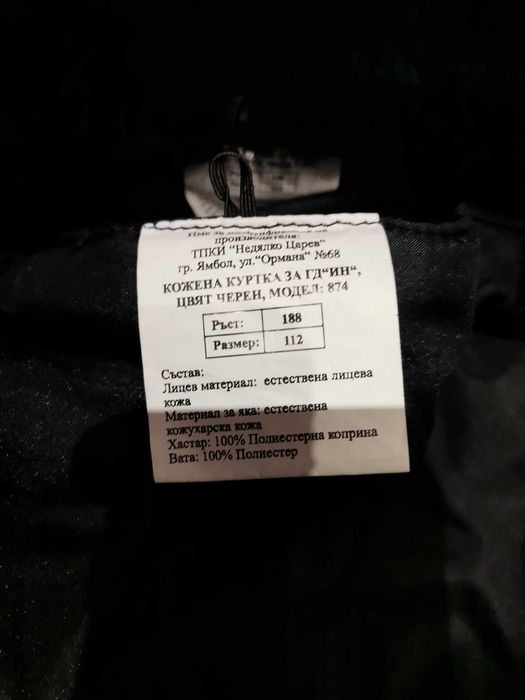 производителя:
ТПКИ "Недялко Царев"
гр. Ямбол, ул."Ормана" №68
КОЖЕНА КУРТКА ЗА ГД"ИН“,
ЦВЯТ ЧЕРЕН, МОДЕЛ: 874
Ръст: 188
Размер: 112
Състав:
Лицев материал: естествена лицева
кожа
Материал за яка: естествена
кожухарска кожа
Хастар: 100% Полиестерна коприна
Вата: 100% Полиестер